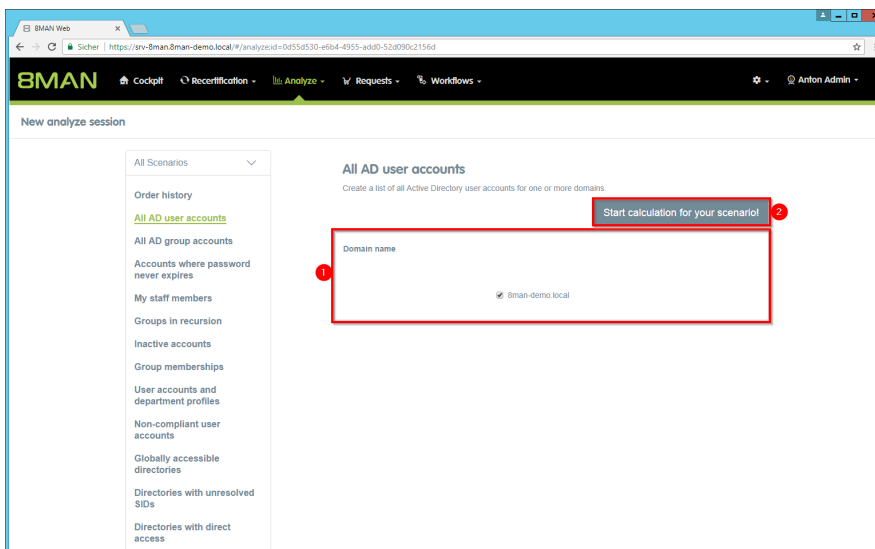 8MAN Web
Sicher | https://srv-8man.8man-demo.local/#/analyze;id=0d55d530-e6b4-4955-add0-52d090c2156d
8MAN Cockpit Recertification Analyze Requests Workflows Anton Admin
New analyze session
All Scenarios
Order history
All AD user accounts
All AD group accounts
Accounts where password
never expires
My staff members
Groups in recursion
Inactive accounts
Group memberships
User accounts and
department profiles
Non-compliant user
accounts
Globally accessible
directories
Directories with unresolved
SIDs
Directories with direct
access
All AD user accounts
Create a list of all Active Directory user accounts for one or more domains.
Start calculation for your scenario!
2
Domain name
1
8man-demo.local